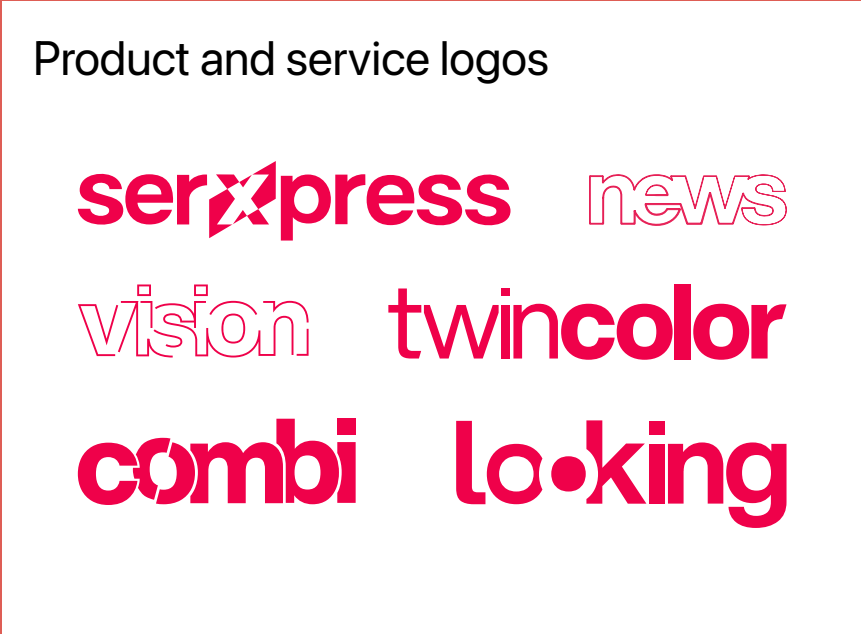 Product and service logos
serxpress news
vision twincolor
combi looking